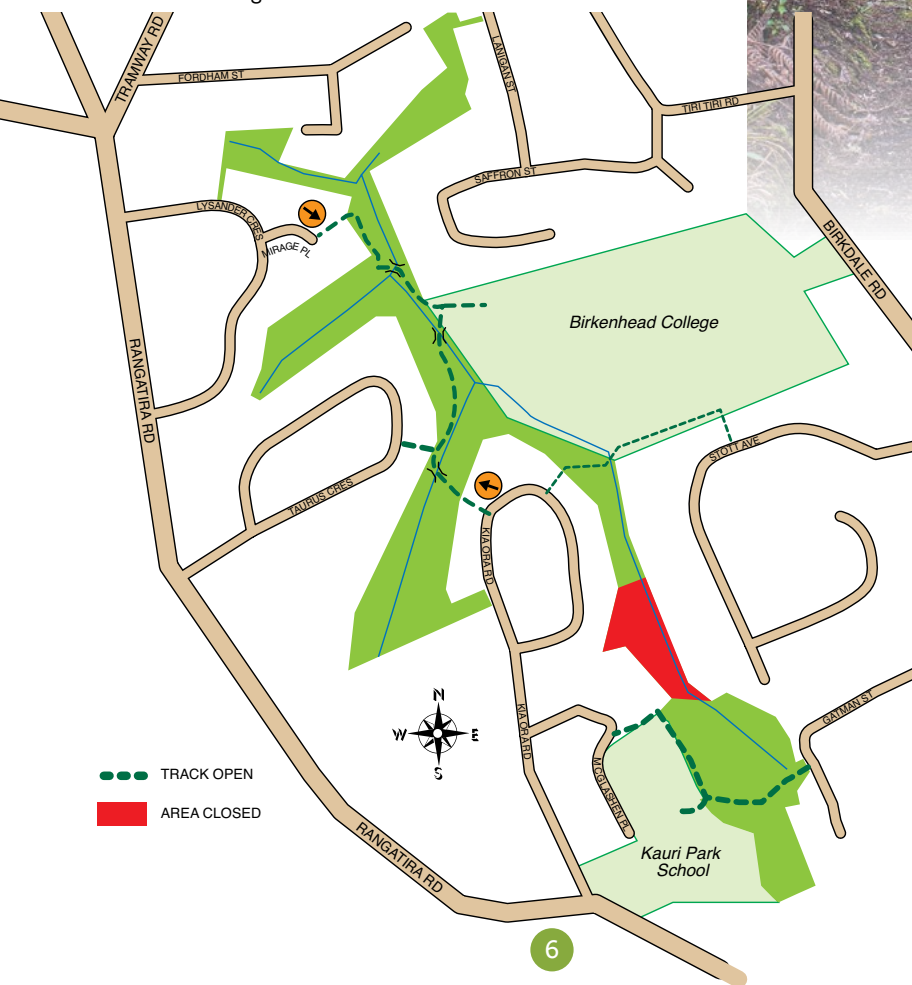 TRAMWAY RD
FORDHAM ST
LANIGAN ST
TIRI TIRI RD
SAFFRON ST
LYSANDER CRES
MIRAGE PL
BIRKDALE RD
Birkenhead College
RANGATIRA RD
STOTT AVE
TAURUS CRES
KIA ORA RD
N
W E
S
KIA ORA RD
GATMAN ST
MCGLASHEN PL
TRACK OPEN
AREA CLOSED
RANGATIRA RD
Kauri Park
School
6